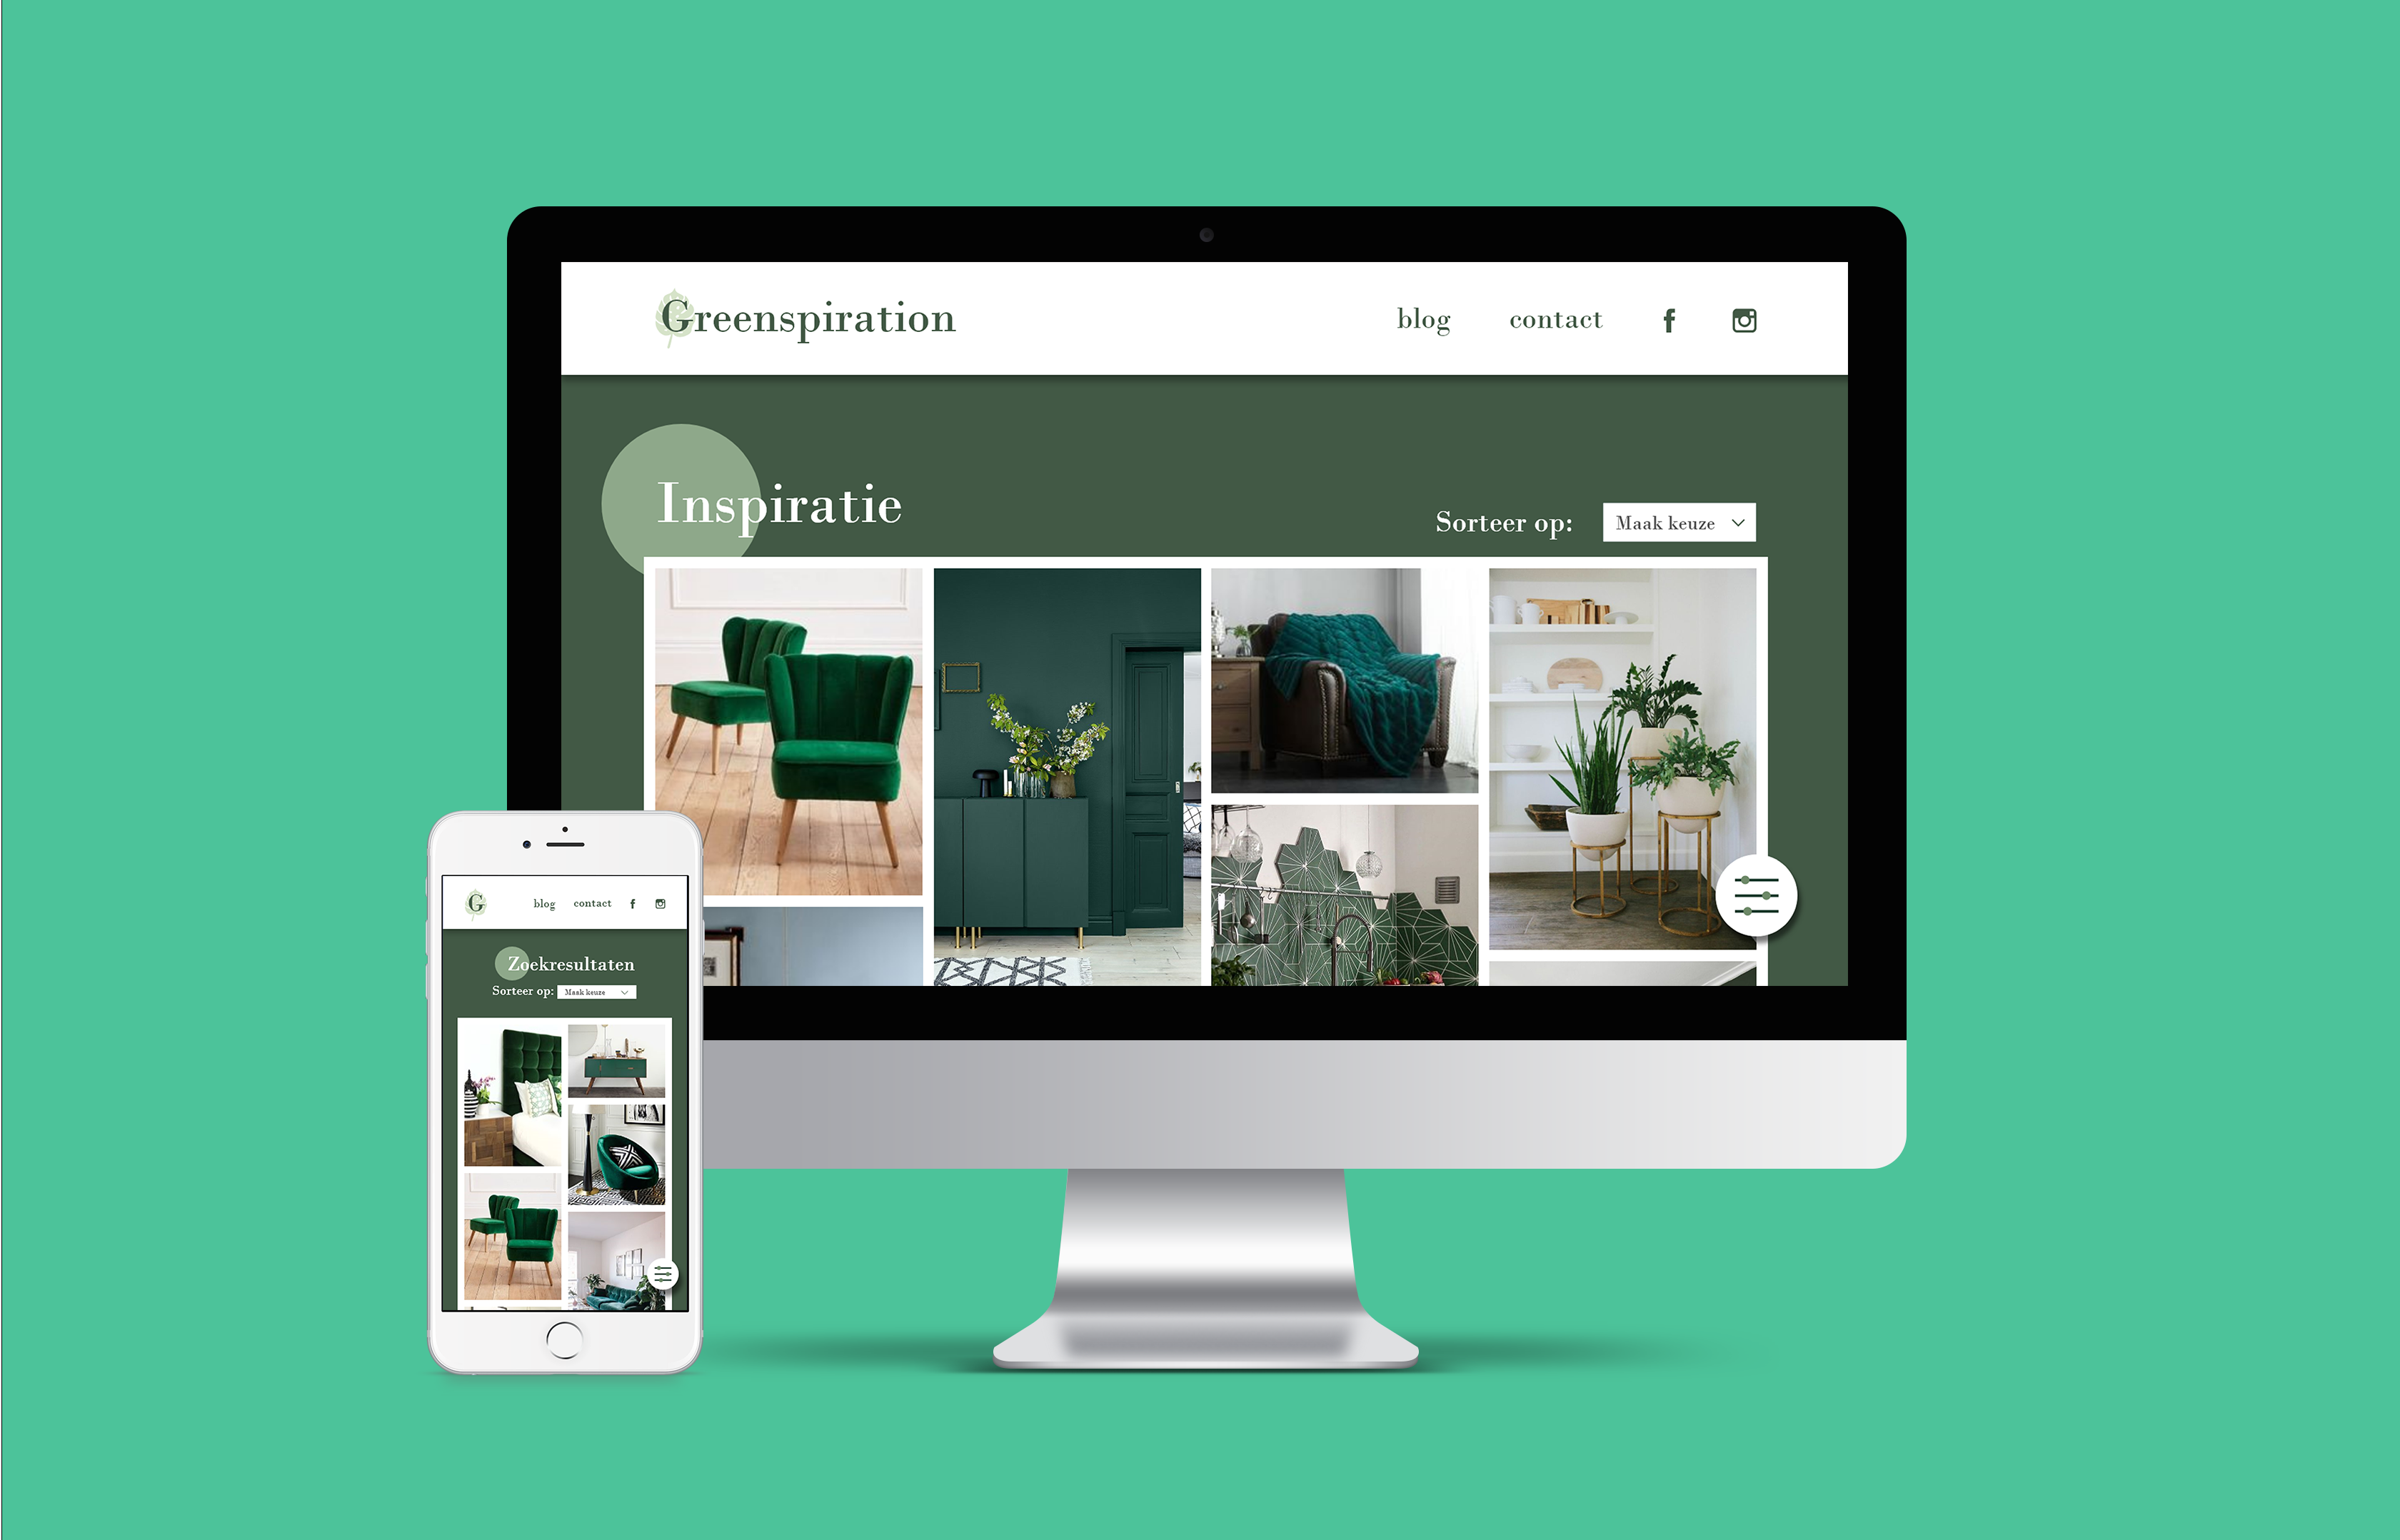 Greenspiration
blog contact
Inspiratie
Sorteer op: Maak keuze
G
blog contact
Zoekresultaten
Sorteer op: Maak keuze